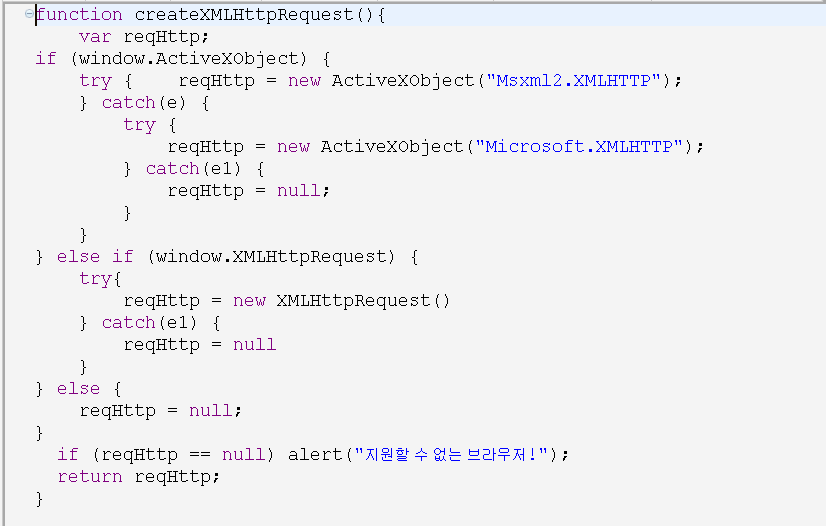 function createXMLHttpRequest(){
    var reqHttp;
if (window.ActiveXObject) {
    try {    reqHttp = new ActiveXObject("Msxml2.XMLHTTP");
    } catch(e) {
        try {
            reqHttp = new ActiveXObject("Microsoft.XMLHTTP");
        } catch(e1) {
            reqHttp = null;
        }
    }
} else if (window.XMLHttpRequest) {
    try{
        reqHttp = new XMLHttpRequest()
    } catch(e1) {
        reqHttp = null
    }
} else {
    reqHttp = null;
}
  if (reqHttp == null) alert("지원할 수 없는 브라우저!");
  return reqHttp;
}